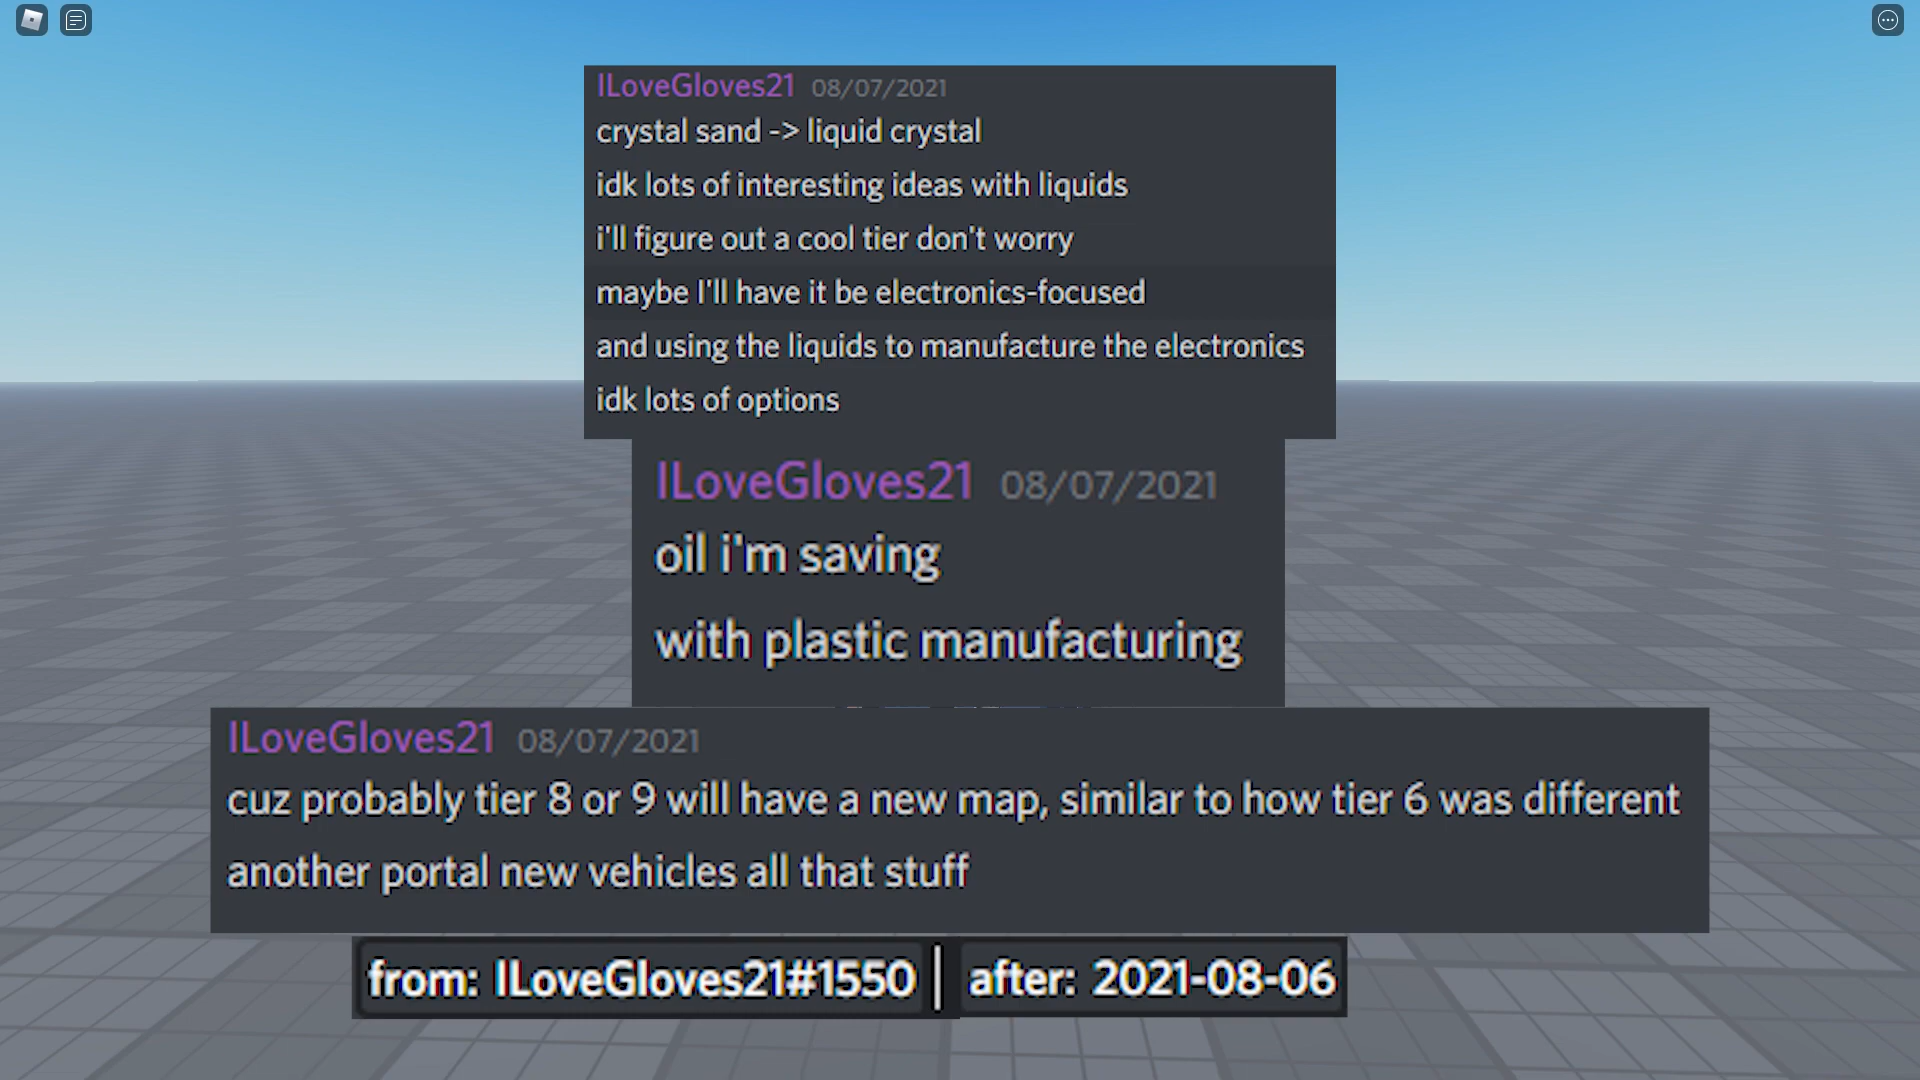 ILoveGloves21 08/07/2021
crystal sand -> liquid crystal
idk lots of interesting ideas with liquids
i'll figure out a cool tier don't worry
maybe I'll have it be electronics-focused
and using the liquids to manufacture the electronics
idk lots of options
ILoveGloves21 08/07/2021
oil i'm saving
with plastic manufacturing
ILoveGloves21 08/07/2021
cuz probably tier 8 or 9 will have a new map, similar to how tier 6 was different
another portal new vehicles all that stuff
from: ILoveGloves21#1550 | after: 2021-08-06